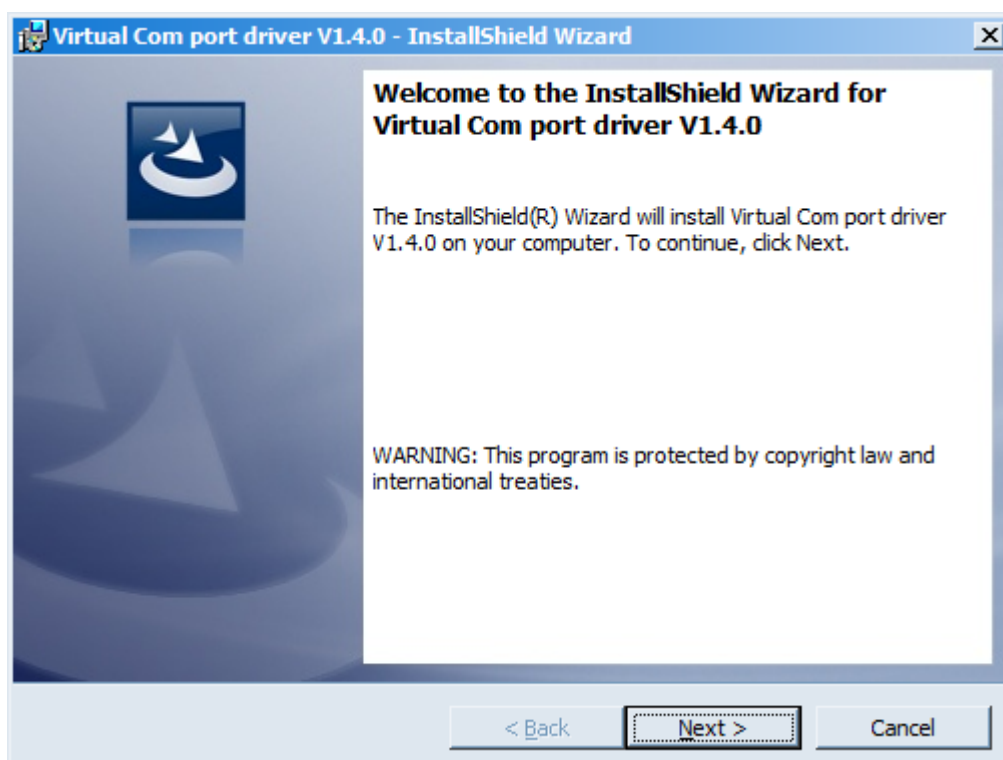 Virtual Com port driver V1.4.0 - InstallShield Wizard
Welcome to the InstallShield Wizard for
Virtual Com port driver V1.4.0
The InstallShield(R) Wizard will install Virtual Com port driver
V1.4.0 on your computer. To continue, click Next.
WARNING: This program is protected by copyright law and
international treaties.
< Back
Next >
Cancel